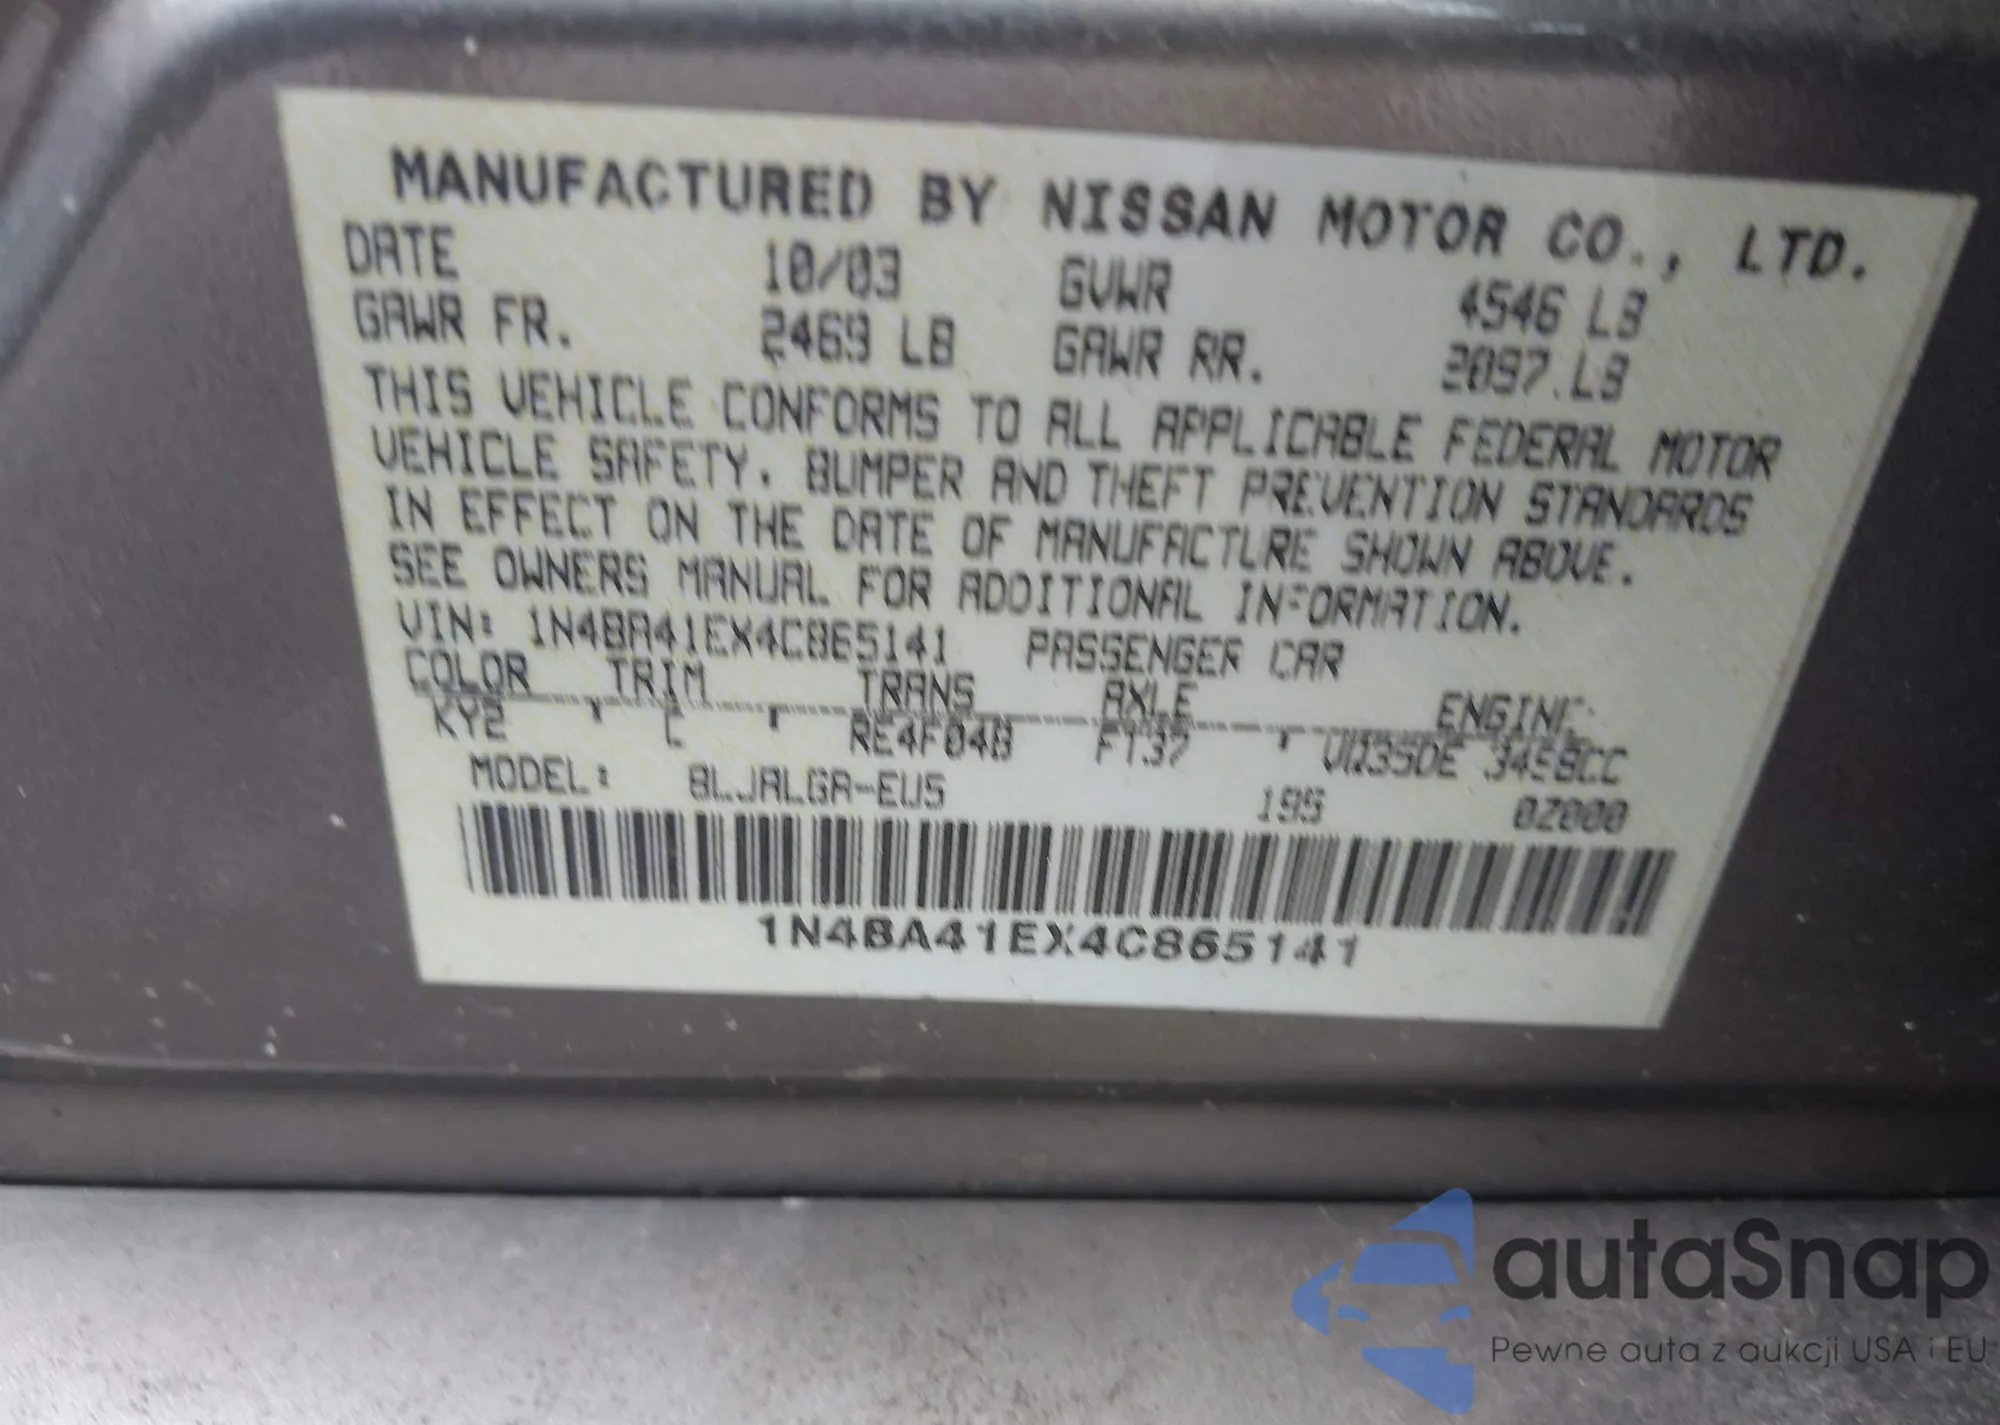 MANUFACTURED BY NISSAN MOTOR CO., LTD.
DATE 10/03 GVWR 4546 LB
GAWR FR. 2469 LB GAWR RR. 2097 LB
THIS VEHICLE CONFORMS TO ALL APPLICABLE FEDERAL MOTOR
VEHICLE SAFETY, BUMPER AND THEFT PREVENTION STANDARDS
IN EFFECT ON THE DATE OF MANUFACTURE SHOWN ABOVE.
SEE OWNERS MANUAL FOR ADDITIONAL INFORMATION.
VIN: 1N4BA41EX4C865141 PASSENGER CAR
COLOR TRIM TRANS AXLE ENGINE
KY2 C RE4F04B FT37 VQ35DE 3498CC
MODEL: BLJALGA-EUS 195 0Z000
1N4BA41EX4C865141
autaSnap
Pewne auta z aukcji USA i EU